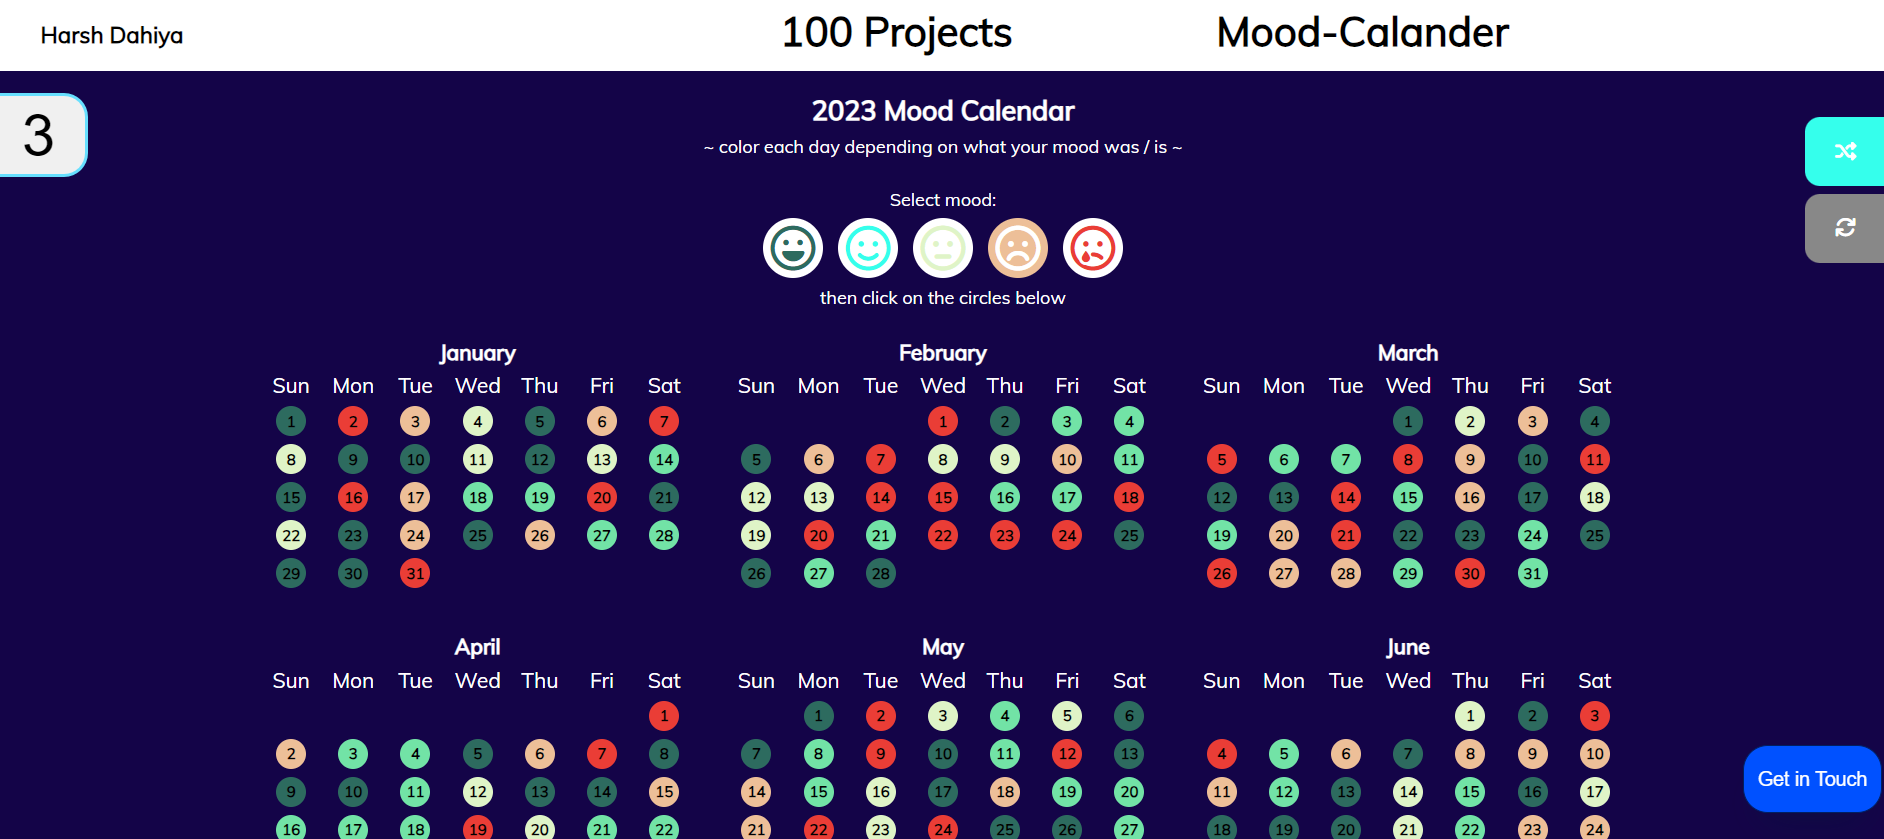 Harsh Dahiya
100 Projects
Mood-Calander
3
2023 Mood Calendar
~ color each day depending on what your mood was / is ~
Select mood:
then click on the circles below
January
Sun Mon Tue Wed Thu Fri Sat
1 2 3 4 5 6 7
8 9 10 11 12 13 14
15 16 17 18 19 20 21
22 23 24 25 26 27 28
29 30 31
February
Sun Mon Tue Wed Thu Fri Sat
1 2 3 4
5 6 7 8 9 10 11
12 13 14 15 16 17 18
19 20 21 22 23 24 25
26 27 28
March
Sun Mon Tue Wed Thu Fri Sat
1 2 3 4
5 6 7 8 9 10 11
12 13 14 15 16 17 18
19 20 21 22 23 24 25
26 27 28 29 30 31
April
Sun Mon Tue Wed Thu Fri Sat
1
2 3 4 5 6 7 8
9 10 11 12 13 14 15
16 17 18 19 20 21 22
May
Sun Mon Tue Wed Thu Fri Sat
1 2 3 4 5 6
7 8 9 10 11 12 13
14 15 16 17 18 19 20
21 22 23 24 25 26 27
June
Sun Mon Tue Wed Thu Fri Sat
1 2 3
4 5 6 7 8 9 10
11 12 13 14 15 16 17
18 19 20 21 22 23 24
Get in Touch